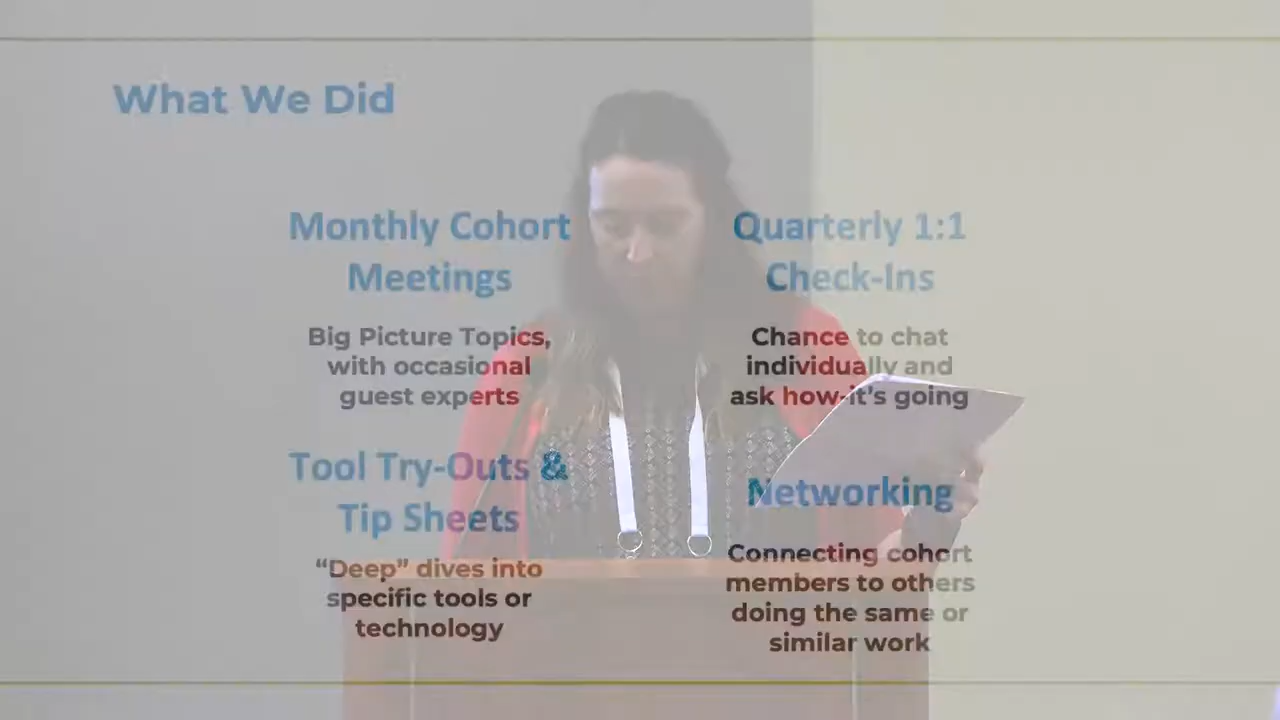 What We Did
Monthly Cohort
Meetings
Big Picture Topics,
with occasional
guest experts
Quarterly 1:1
Check-Ins
Chance to chat
individually and
ask how it’s going
Tool Try-Outs &
Tip Sheets
“Deep” dives into
specific tools or
technology
Networking
Connecting cohort
members to others
doing the same or
similar work